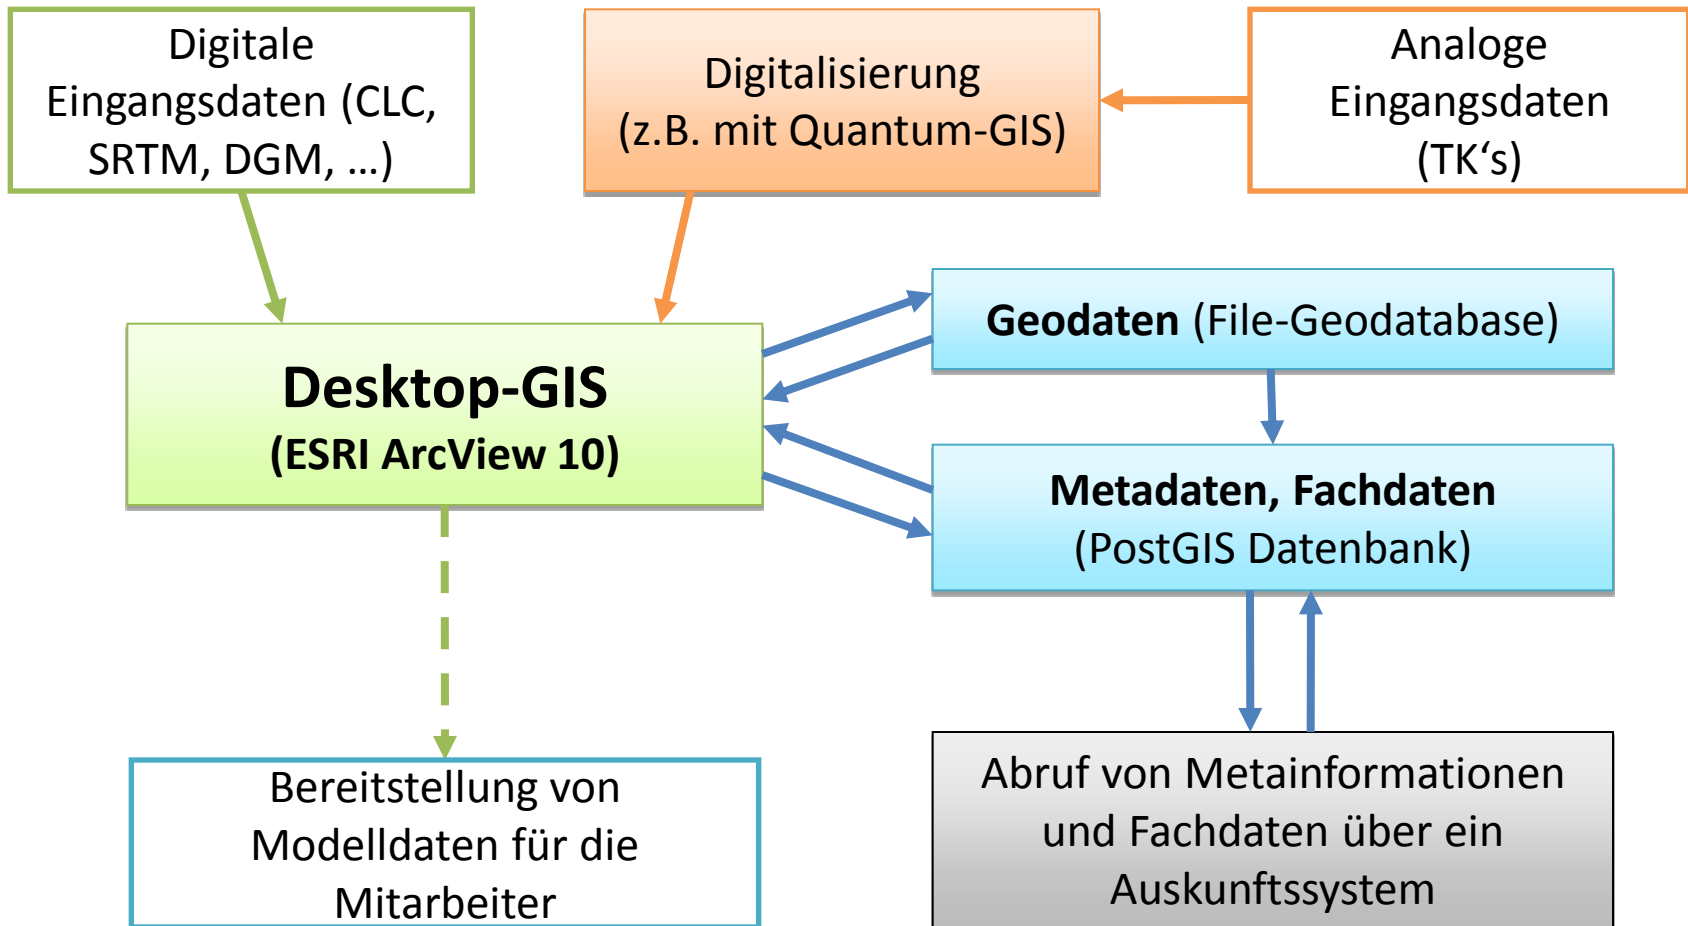 Digitale
Eingangsdaten (CLC,
SRTM, DGM, …)
Digitalisierung
(z.B. mit Quantum-GIS)
Analoge
Eingangsdaten
(TK‘s)
Desktop-GIS
(ESRI ArcView 10)
Geodaten (File-Geodatabase)
Metadaten, Fachdaten
(PostGIS Datenbank)
Bereitstellung von
Modelldaten für die
Mitarbeiter
Abruf von Metainformationen
und Fachdaten über ein
Auskunftssystem